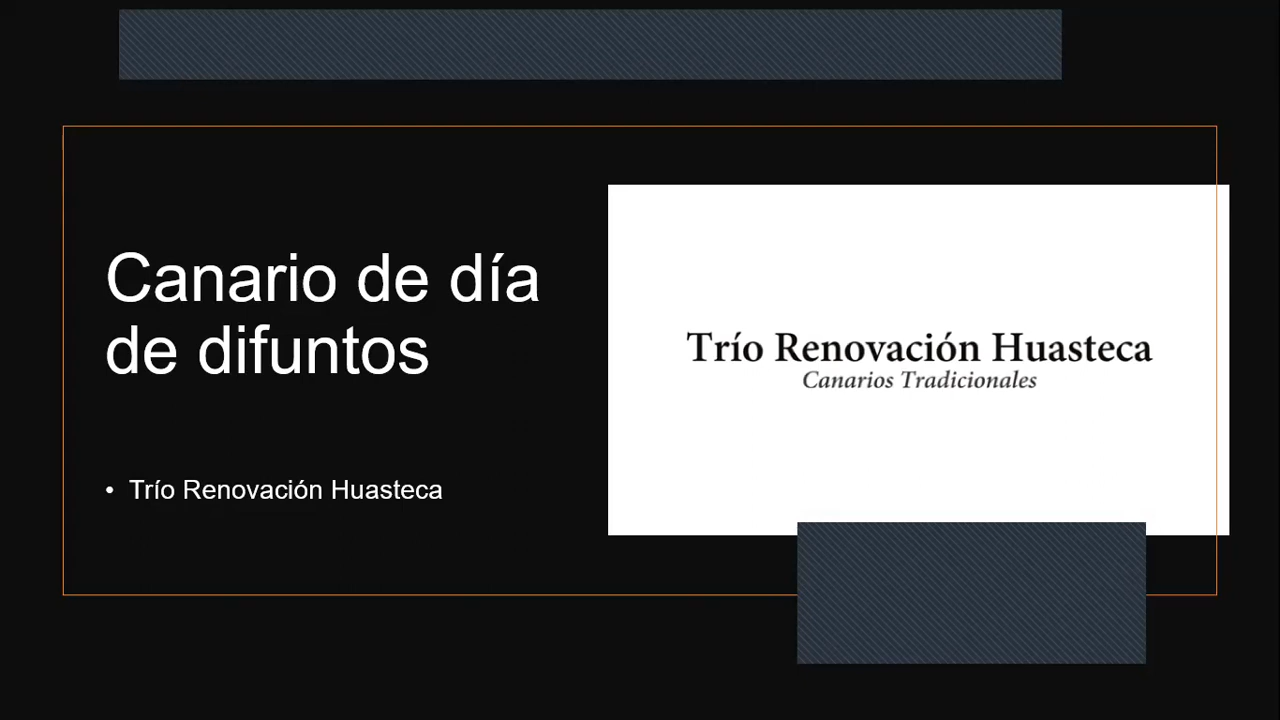 Canario de día
de difuntos
• Trío Renovación Huasteca
Trío Renovación Huasteca
Canarios Tradicionales